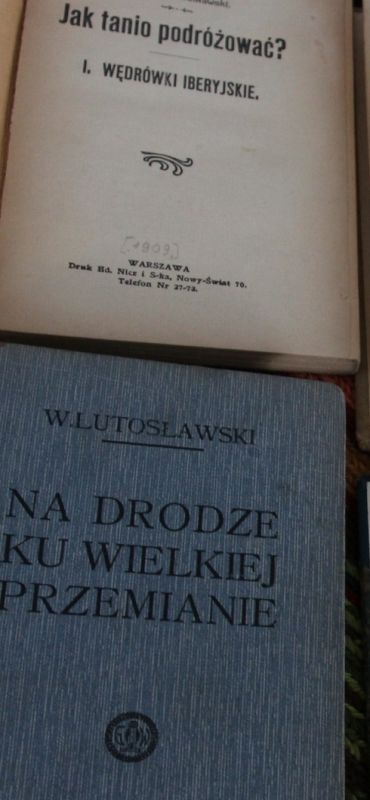 Jak tanio podróżować?
I. WĘDRÓWKI IBERYJSKIE.
[1909.]
WARSZAWA
Druk Ed. Nicz i S-ka, Nowy-Świat 70.
Telefon Nr 27-73.
W. LUTOSŁAWSKI
NA DRODZE
KU WIELKIEJ
PRZEMIANIE